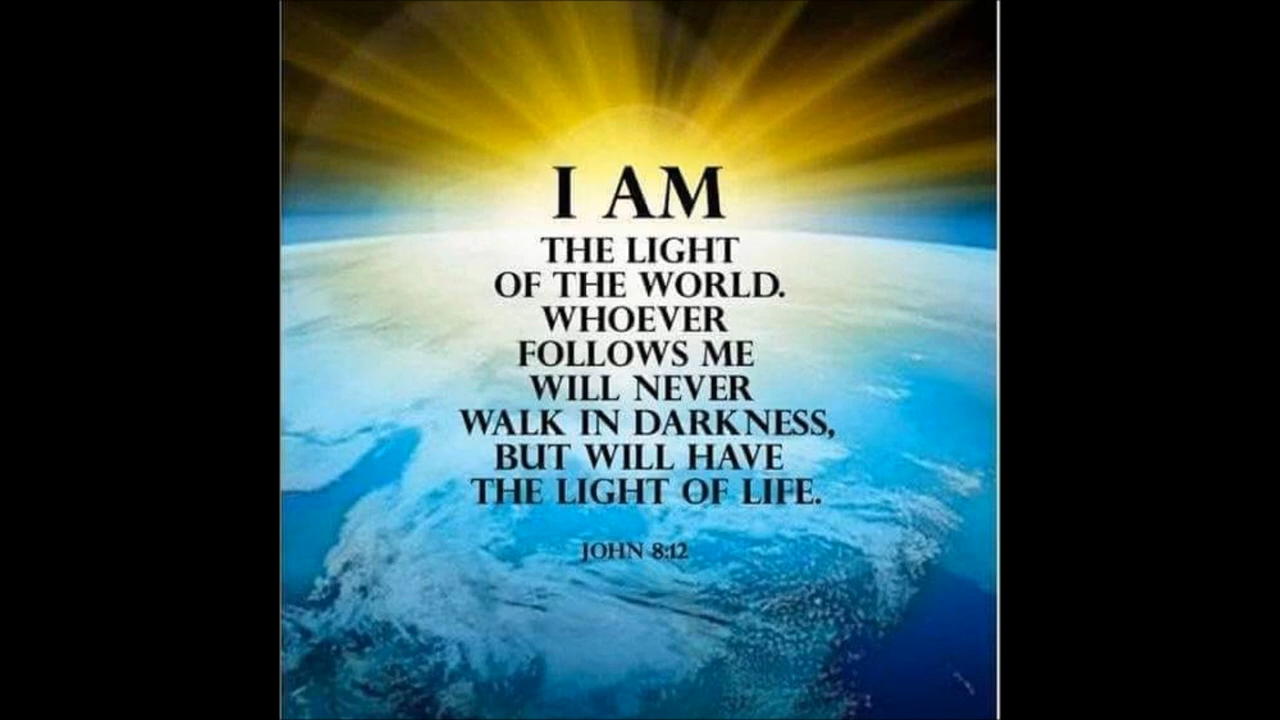 I AM
THE LIGHT
OF THE WORLD.
WHOEVER
FOLLOWS ME
WILL NEVER
WALK IN DARKNESS,
BUT WILL HAVE
THE LIGHT OF LIFE.
JOHN 8:12